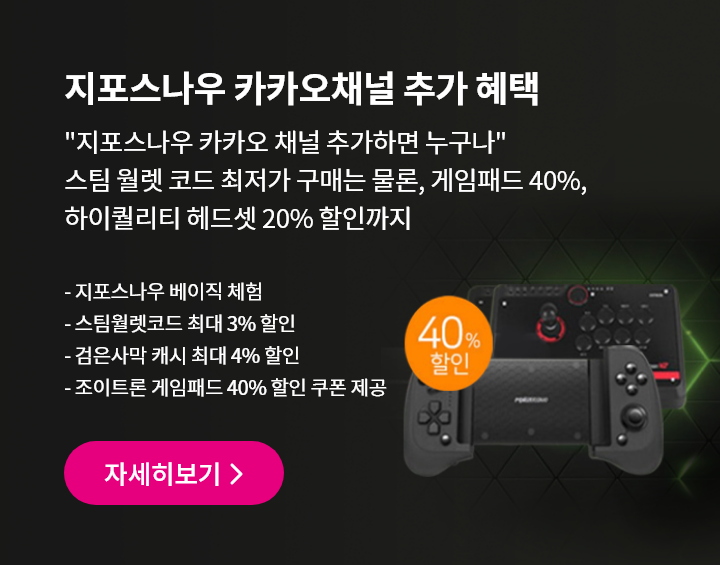 지포스나우 카카오채널 추가 혜택
"지포스나우 카카오 채널 추가하면 누구나"
스팀 월렛 코드 최저가 구매는 물론, 게임패드 40%,
하이퀄리티 헤드셋 20% 할인까지
- 지포스나우 베이직 체험
- 스팀월렛코드 최대 3% 할인
- 검은사막 캐시 최대 4% 할인
- 조이트론 게임패드 40% 할인 쿠폰 제공
40%
할인
자세히보기 >